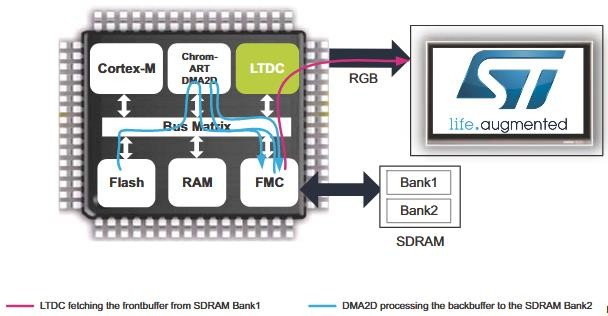 Cortex-M
Chrom-
ART
DMA2D
LTDC
RGB
ST
life.augmented
Bus Matrix
Flash
RAM
FMC
Bank1
Bank2
SDRAM
LTDC fetching the frontbuffer from SDRAM Bank1
DMA2D processing the backbuffer to the SDRAM Bank2